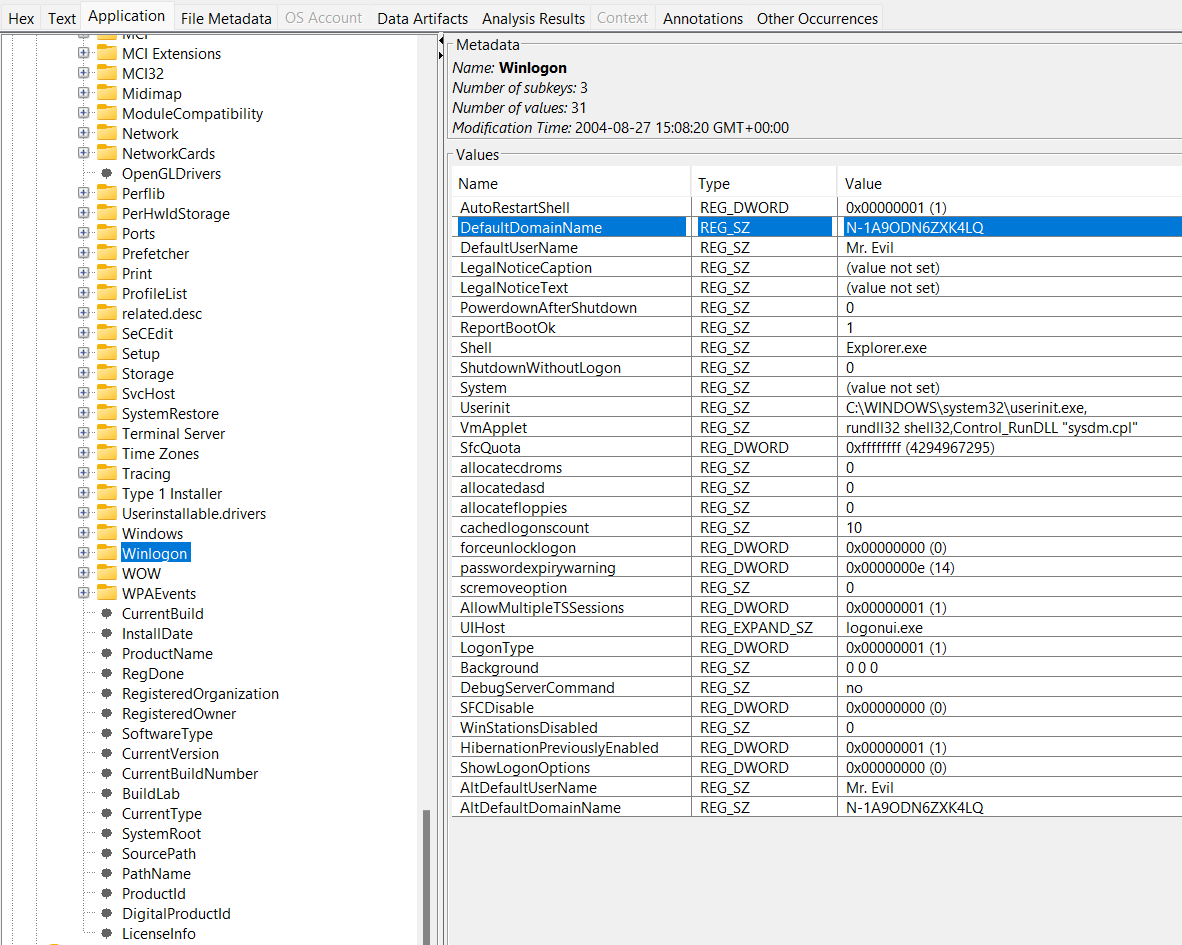 Hex Text Application File Metadata OS Account Data Artifacts Analysis Results Context Annotations Other Occurrences
MCI
MCI Extensions
MCI32
Midimap
ModuleCompatibility
Network
NetworkCards
OpenGLDrivers
Perflib
PerHwIdStorage
Ports
Prefetcher
Print
ProfileList
related.desc
SeCEdit
Setup
Storage
SvcHost
SystemRestore
Terminal Server
Time Zones
Tracing
Type 1 Installer
Userinstallable.drivers
Windows
Winlogon
WOW
WPAEvents
CurrentBuild
InstallDate
ProductName
RegDone
RegisteredOrganization
RegisteredOwner
SoftwareType
CurrentVersion
CurrentBuildNumber
BuildLab
CurrentType
SystemRoot
SourcePath
PathName
ProductId
DigitalProductId
LicenseInfo
Metadata
Name: Winlogon
Number of subkeys: 3
Number of values: 31
Modification Time: 2004-08-27 15:08:20 GMT+00:00
Values
Name Type Value
AutoRestartShell REG_DWORD 0x00000001 (1)
DefaultDomainName REG_SZ N-1A9ODN6ZXK4LQ
DefaultUserName REG_SZ Mr. Evil
LegalNoticeCaption REG_SZ (value not set)
LegalNoticeText REG_SZ (value not set)
PowerdownAfterShutdown REG_SZ 0
ReportBootOk REG_SZ 1
Shell REG_SZ Explorer.exe
ShutdownWithoutLogon REG_SZ 0
System REG_SZ (value not set)
Userinit REG_SZ C:\WINDOWS\system32\userinit.exe,
VmApplet REG_SZ rundll32 shell32,Control_RunDLL "sysdm.cpl"
SfcQuota REG_DWORD 0xffffffff (4294967295)
allocatecdroms REG_SZ 0
allocatedasd REG_SZ 0
allocatefloppies REG_SZ 0
cachedlogonscount REG_SZ 10
forceunlocklogon REG_DWORD 0x00000000 (0)
passwordexpirywarning REG_DWORD 0x0000000e (14)
scremoveoption REG_SZ 0
AllowMultipleTSSessions REG_DWORD 0x00000001 (1)
UIHost REG_EXPAND_SZ logonui.exe
LogonType REG_DWORD 0x00000001 (1)
Background REG_SZ 0 0 0
DebugServerCommand REG_SZ no
SFCDisable REG_DWORD 0x00000000 (0)
WinStationsDisabled REG_SZ 0
HibernationPreviouslyEnabled REG_DWORD 0x00000001 (1)
ShowLogonOptions REG_DWORD 0x00000000 (0)
AltDefaultUserName REG_SZ Mr. Evil
AltDefaultDomainName REG_SZ N-1A9ODN6ZXK4LQ